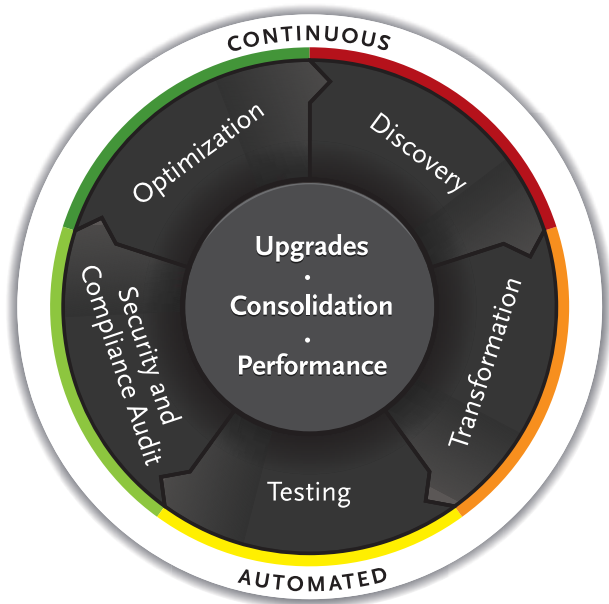 CONTINUOUS
Discovery
Transformation
Testing
Security and
Compliance Audit
Optimization
Upgrades
·
Consolidation
·
Performance
AUTOMATED